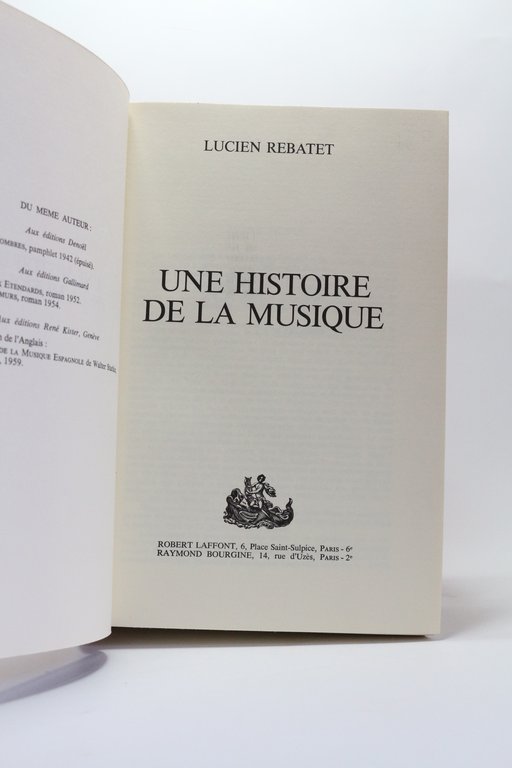 DU MEME AUTEUR :
Aux éditions Denoël
OMBRES, pamphlet 1942 (épuisé).
Aux éditions Gallimard
ETENDARDS, roman 1952.
MURS, roman 1954.
Aux éditions René Kister, Genève
de l'Anglais :
DE LA MUSIQUE ESPAGNOLE de Walter
1959.
LUCIEN REBATET
UNE HISTOIRE
DE LA MUSIQUE
ROBERT LAFFONT, 6, Place Saint-Sulpice, PARIS - 6e
RAYMOND BOURGINE, 14, rue d'Uzès, PARIS - 2e